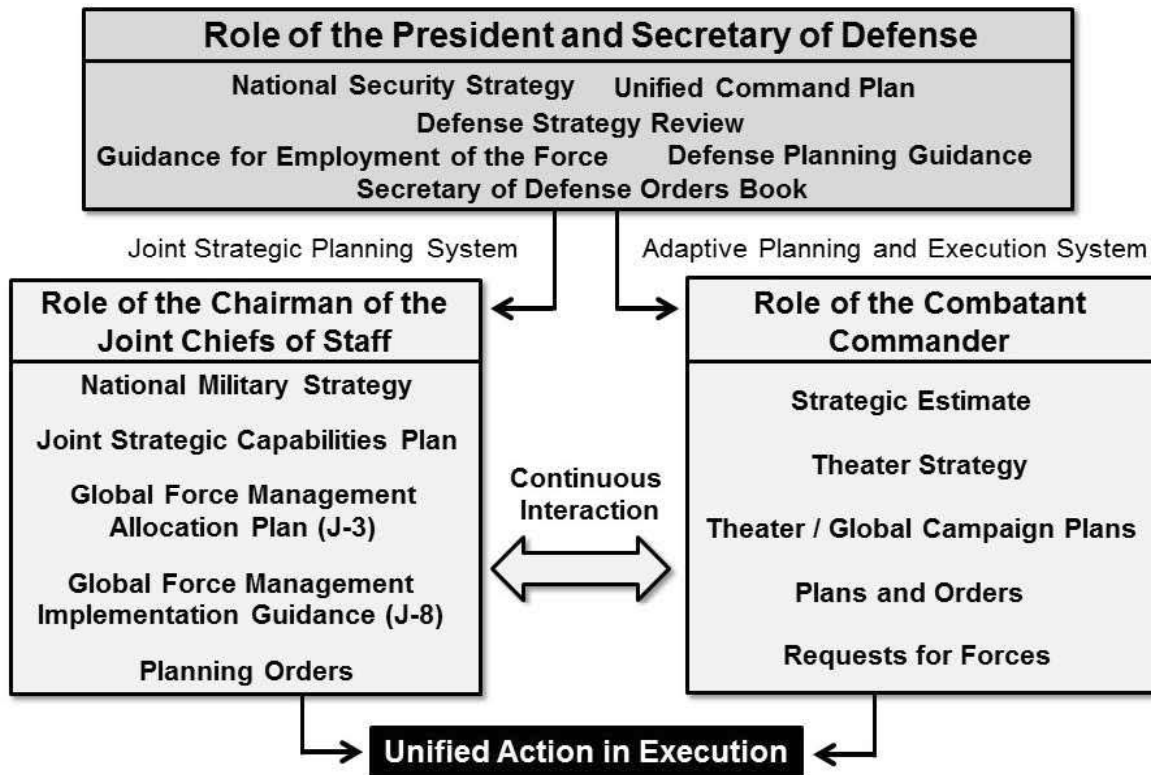 Role of the President and Secretary of Defense
National Security Strategy Unified Command Plan
Defense Strategy Review
Guidance for Employment of the Force Defense Planning Guidance
Secretary of Defense Orders Book
Joint Strategic Planning System
Adaptive Planning and Execution System
Role of the Chairman of the
Joint Chiefs of Staff
National Military Strategy
Joint Strategic Capabilities Plan
Global Force Management
Allocation Plan (J-3)
Global Force Management
Implementation Guidance (J-8)
Planning Orders
Continuous
Interaction
Role of the Combatant
Commander
Strategic Estimate
Theater Strategy
Theater / Global Campaign Plans
Plans and Orders
Requests for Forces
Unified Action in Execution